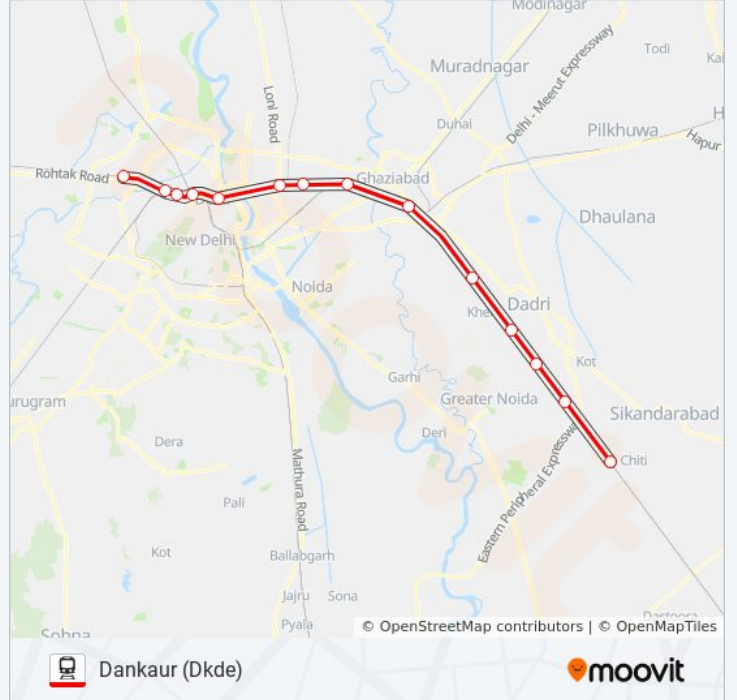 Modinagar
Todi
Kai
Muradnagar
Delhi - Meerut Expressway
Loni Road
Duhai
Pilkhuwa
H
Hapur
Rohtak Road
Ghaziabad
D
Dhaulana
New Delhi
Noida
Dadri
Khe
Kot
Garhi
Greater Noida
urugram
Sikandarabad
Deri
Dera
Chiti
Mathura Road
Eastern Peripheral Expressway
Pali
Kot
Ballabgarh
Jajru Sona
Dasteera
Pyala
Sohna
© OpenStreetMap contributors | © OpenMapTiles
Dankaur (Dkde)
moovit